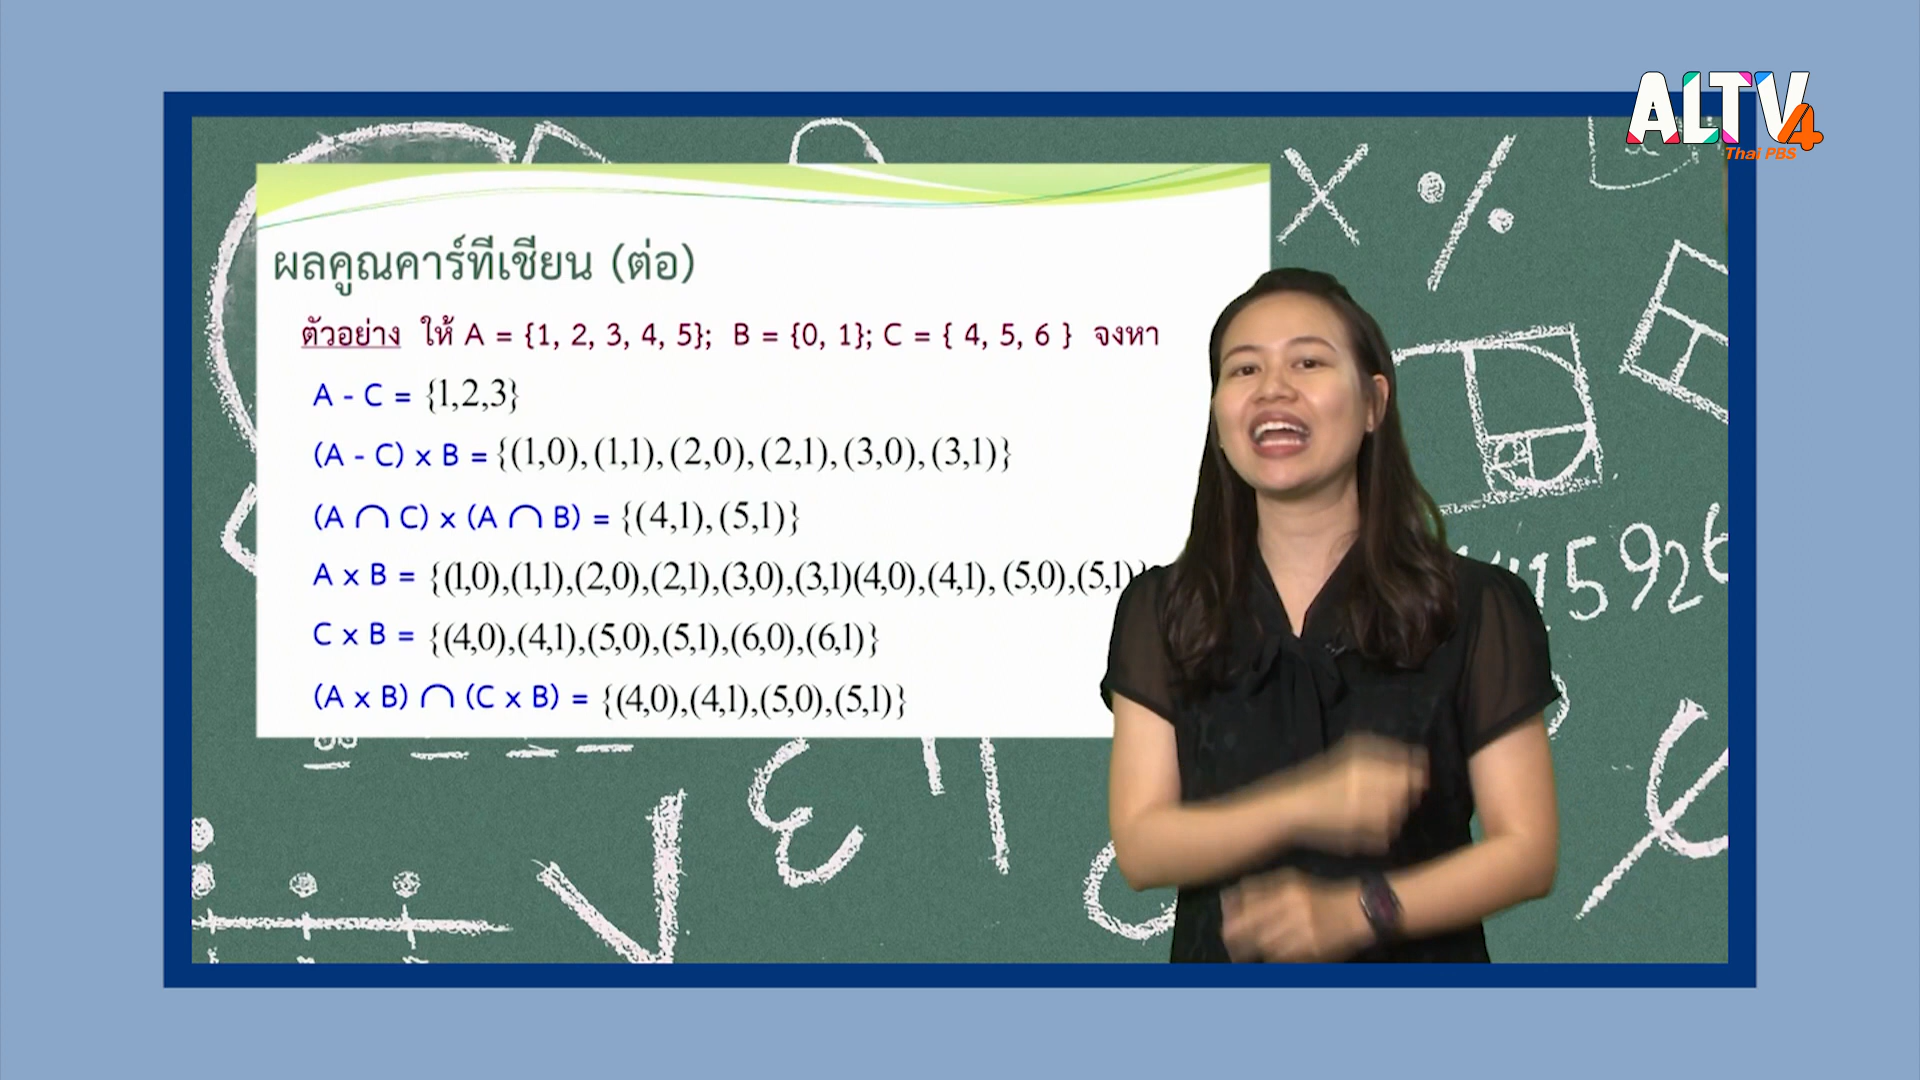 ALTV4
Thai PBS
ผลคูณคาร์ทีเชียน (ต่อ)
ตัวอย่าง ให้ A = {1, 2, 3, 4, 5}; B = {0, 1}; C = { 4, 5, 6 } จงหา
A - C = {1,2,3}
(A - C) x B = {(1,0),(1,1),(2,0),(2,1),(3,0),(3,1)}
(A ∩ C) x (A ∩ B) = {(4,1),(5,1)}
A x B = {(1,0),(1,1),(2,0),(2,1),(3,0),(3,1)(4,0),(4,1), (5,0),(5,1)}
C x B = {(4,0),(4,1),(5,0),(5,1),(6,0),(6,1)}
(A x B) ∩ (C x B) = {(4,0),(4,1),(5,0),(5,1)}
x %
15926